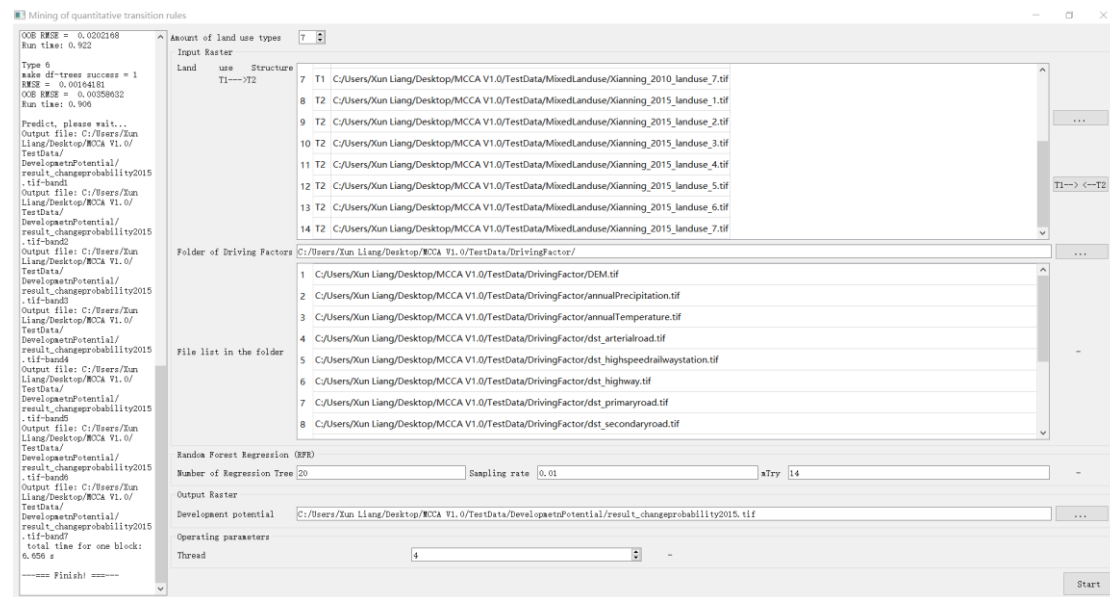 Mining of quantitative transition rules
OOB RMSE = 0.0202168
Run time: 0.922
Type 6
make df-trees success = 1
RMSE = 0.00164181
OOB RMSE = 0.00358632
Run time: 0.906
Predict, please wait...
Output file: C:/Users/Xun
Liang/Desktop/MCCA V1.0/
TestData/
DevelopmetnPotential/
result_changeprobability2015
.tif-band1
Output file: C:/Users/Xun
Liang/Desktop/MCCA V1.0/
TestData/
DevelopmetnPotential/
result_changeprobability2015
.tif-band2
Output file: C:/Users/Xun
Liang/Desktop/MCCA V1.0/
TestData/
DevelopmetnPotential/
result_changeprobability2015
.tif-band3
Output file: C:/Users/Xun
Liang/Desktop/MCCA V1.0/
TestData/
DevelopmetnPotential/
result_changeprobability2015
.tif-band4
Output file: C:/Users/Xun
Liang/Desktop/MCCA V1.0/
TestData/
DevelopmetnPotential/
result_changeprobability2015
.tif-band5
Output file: C:/Users/Xun
Liang/Desktop/MCCA V1.0/
TestData/
DevelopmetnPotential/
result_changeprobability2015
.tif-band6
Output file: C:/Users/Xun
Liang/Desktop/MCCA V1.0/
TestData/
DevelopmetnPotential/
result_changeprobability2015
.tif-band7
total time for one block:
6.656 s
---=== Finish! ===---
Amount of land use types 7
Input Raster
Land use Structure
T1--->T2
7 T1 C:/Users/Xun Liang/Desktop/MCCA V1.0/TestData/MixedLanduse/Xianning_2010_landuse_7.tif
8 T2 C:/Users/Xun Liang/Desktop/MCCA V1.0/TestData/MixedLanduse/Xianning_2015_landuse_1.tif
9 T2 C:/Users/Xun Liang/Desktop/MCCA V1.0/TestData/MixedLanduse/Xianning_2015_landuse_2.tif
10 T2 C:/Users/Xun Liang/Desktop/MCCA V1.0/TestData/MixedLanduse/Xianning_2015_landuse_3.tif
11 T2 C:/Users/Xun Liang/Desktop/MCCA V1.0/TestData/MixedLanduse/Xianning_2015_landuse_4.tif
12 T2 C:/Users/Xun Liang/Desktop/MCCA V1.0/TestData/MixedLanduse/Xianning_2015_landuse_5.tif
13 T2 C:/Users/Xun Liang/Desktop/MCCA V1.0/TestData/MixedLanduse/Xianning_2015_landuse_6.tif
14 T2 C:/Users/Xun Liang/Desktop/MCCA V1.0/TestData/MixedLanduse/Xianning_2015_landuse_7.tif
...
T1--> <--T2
Folder of Driving Factors C:/Users/Xun Liang/Desktop/MCCA V1.0/TestData/DrivingFactor/ ...
File list in the folder
1 C:/Users/Xun Liang/Desktop/MCCA V1.0/TestData/DrivingFactor/DEM.tif
2 C:/Users/Xun Liang/Desktop/MCCA V1.0/TestData/DrivingFactor/annualPrecipitation.tif
3 C:/Users/Xun Liang/Desktop/MCCA V1.0/TestData/DrivingFactor/annualTemperature.tif
4 C:/Users/Xun Liang/Desktop/MCCA V1.0/TestData/DrivingFactor/dst_arterialroad.tif
5 C:/Users/Xun Liang/Desktop/MCCA V1.0/TestData/DrivingFactor/dst_highspeedrailwaystation.tif
6 C:/Users/Xun Liang/Desktop/MCCA V1.0/TestData/DrivingFactor/dst_highway.tif
7 C:/Users/Xun Liang/Desktop/MCCA V1.0/TestData/DrivingFactor/dst_primaryroad.tif
8 C:/Users/Xun Liang/Desktop/MCCA V1.0/TestData/DrivingFactor/dst_secondaryroad.tif
-
Random Forest Regression (RFR)
Number of Regression Tree 20 Sampling rate 0.01 mTry 14 -
Output Raster
Development potential C:/Users/Xun Liang/Desktop/MCCA V1.0/TestData/DevelopmetnPotential/result_changeprobability2015.tif ...
Operating parameters
Thread 4 -
Start